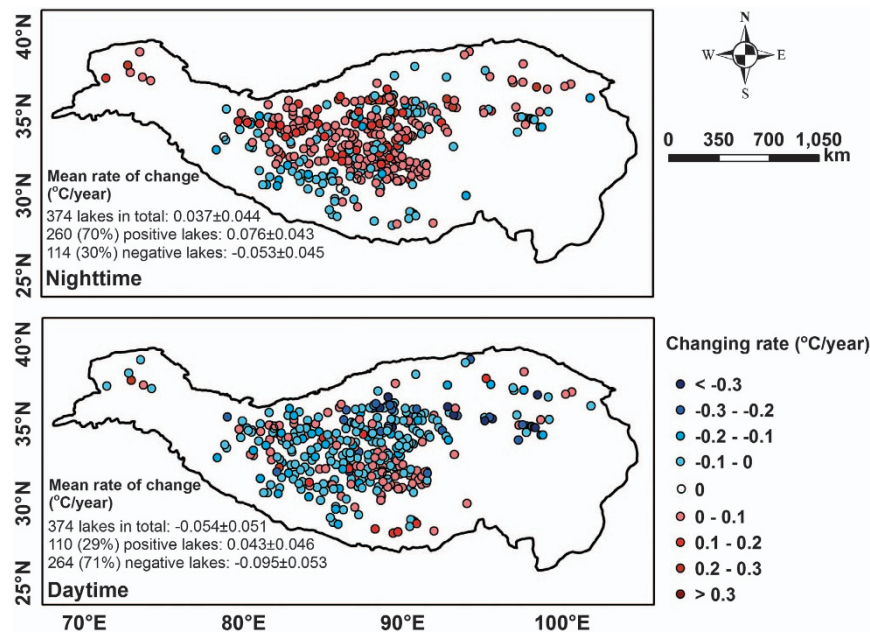 40°N
35°N
30°N
25°N
Mean rate of change
(°C/year)
374 lakes in total: 0.037±0.044
260 (70%) positive lakes: 0.076±0.043
114 (30%) negative lakes: -0.053±0.045
Nighttime
N
W
E
S
0 350 700 1,050
km
40°N
35°N
30°N
25°N
Mean rate of change
(°C/year)
374 lakes in total: -0.054±0.051
110 (29%) positive lakes: 0.043±0.046
264 (71%) negative lakes: -0.095±0.053
Daytime
70°E 80°E 90°E 100°E
Changing rate (°C/year)
< -0.3
-0.3 - -0.2
-0.2 - -0.1
-0.1 - 0
0
0 - 0.1
0.1 - 0.2
0.2 - 0.3
> 0.3